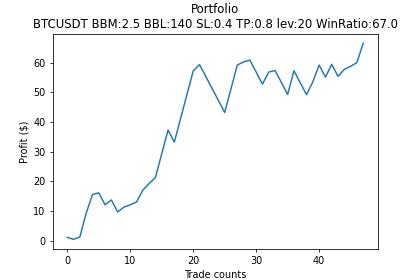 Portfolio
BTCUSDT BBM:2.5 BBL:140 SL:0.4 TP:0.8 lev:20 WinRatio:67.0
60
50
40
30
20
10
0
Profit ($)
0 10 20 30 40
Trade counts